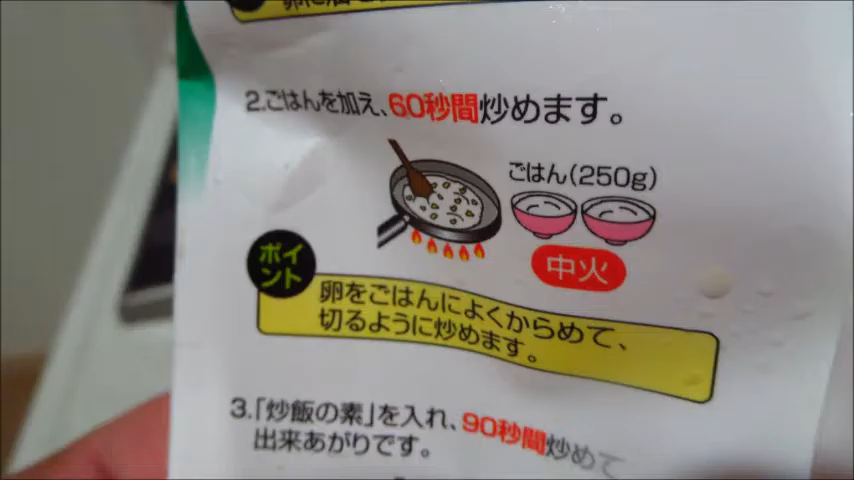 2.ごはんを加え、60秒間炒めます。
ごはん(250g)
中火
ポイ
ント
卵をごはんによくからめて、
切るように炒めます。
3.「炒飯の素」を入れ、90秒間炒めて
出来あがりです。